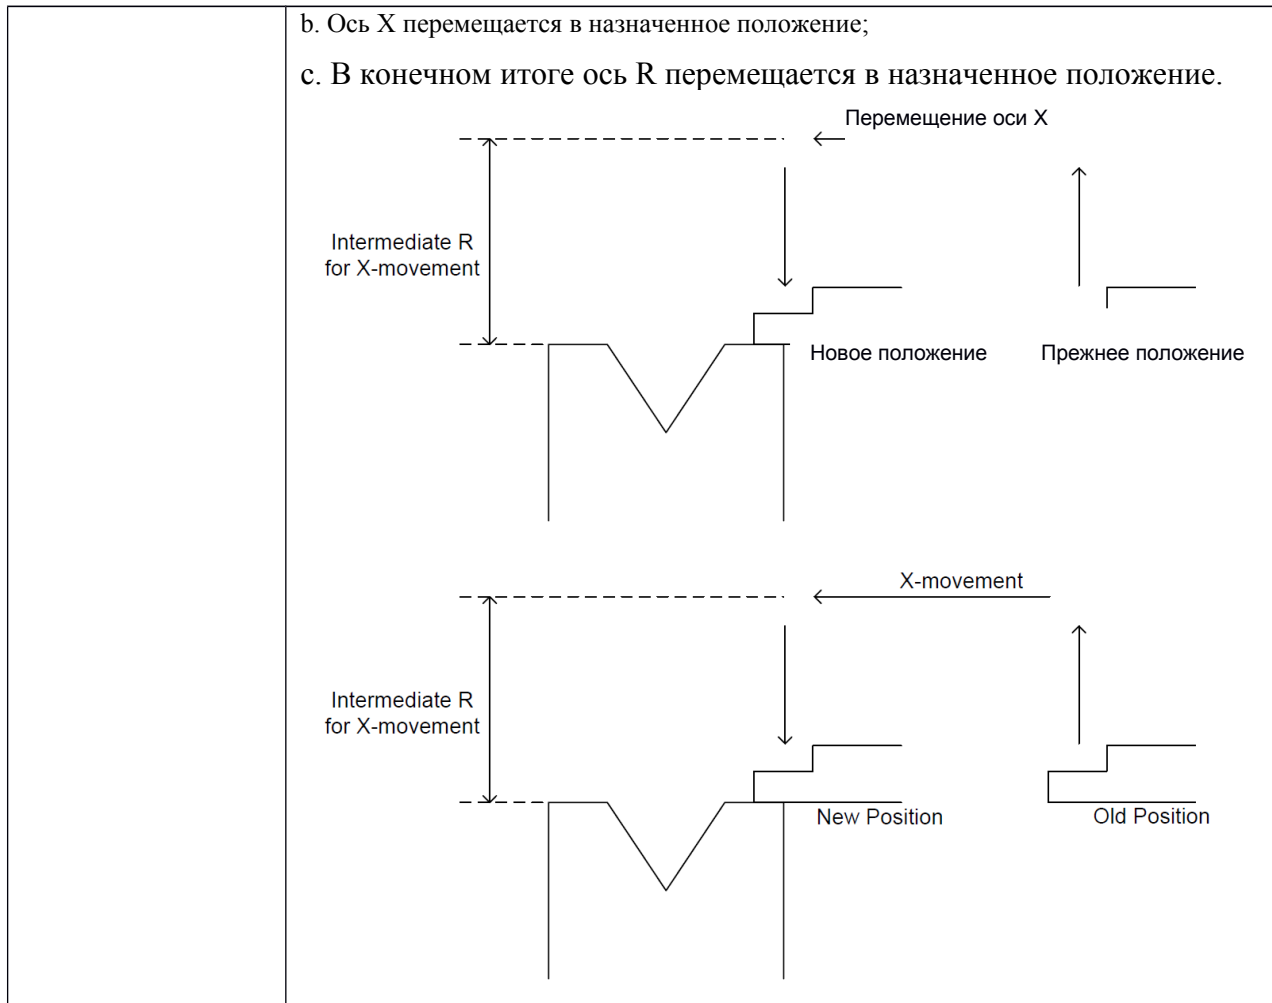 b. Ось X перемещается в назначенное положение;
c. В конечном итоге ось R перемещается в назначенное положение.
Перемещение оси X
Intermediate R
for X-movement
Новое положение
Прежнее положение
X-movement
Intermediate R
for X-movement
New Position
Old Position